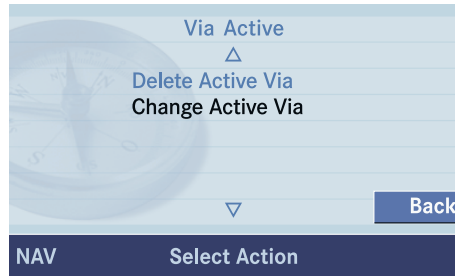 Via Active
Delete Active Via
Change Active Via
Back
NAV Select Action